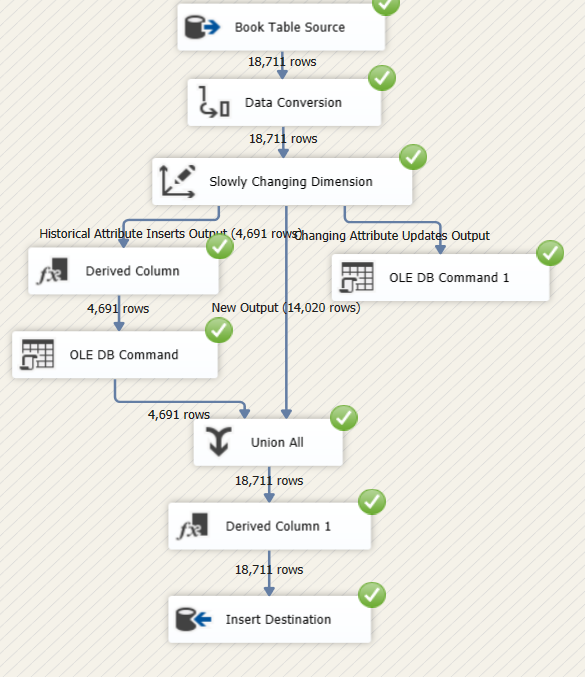 Book Table Source
18,711 rows
Data Conversion
18,711 rows
Slowly Changing Dimension
Historical Attribute Inserts Output (4,691 rows)
Changing Attribute Updates Output
Derived Column
OLE DB Command 1
4,691 rows
New Output (14,020 rows)
OLE DB Command
4,691 rows
Union All
18,711 rows
Derived Column 1
18,711 rows
Insert Destination